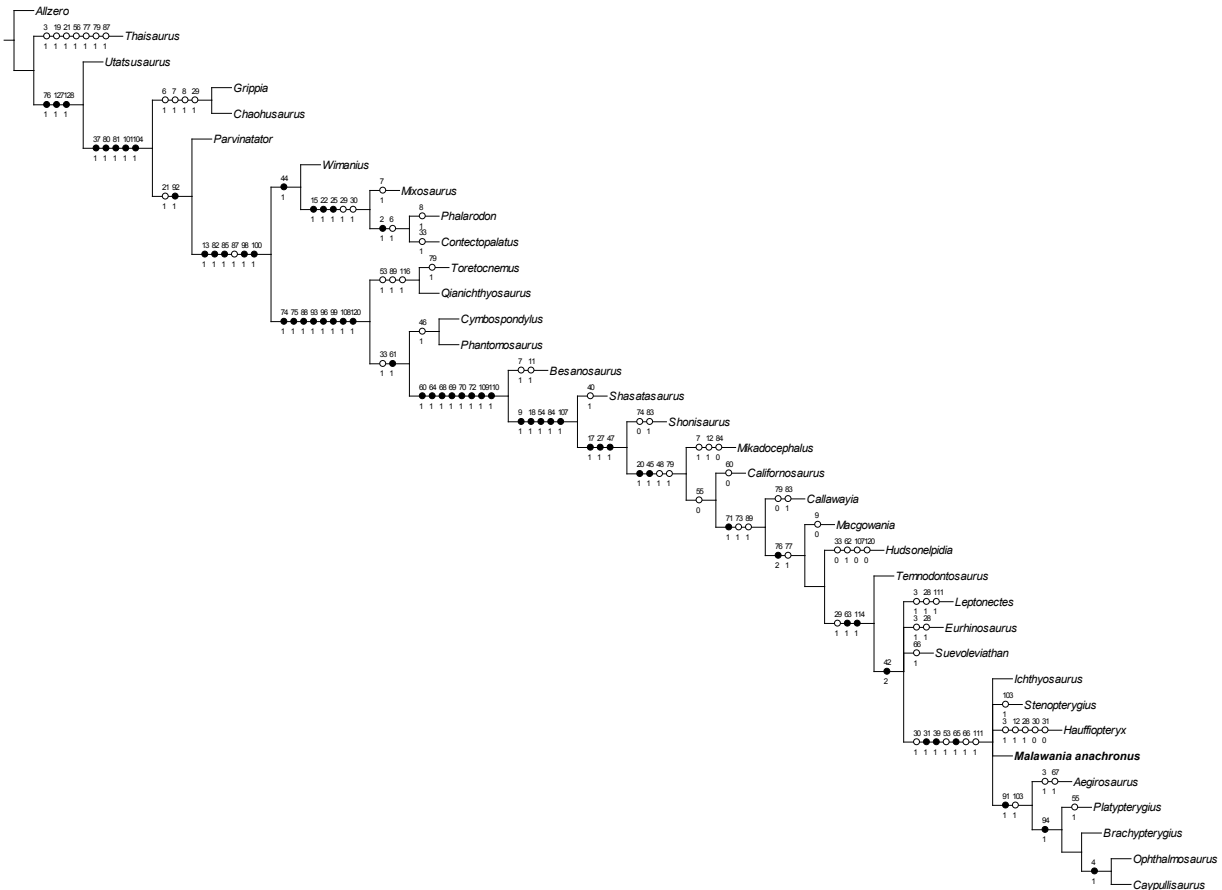 Allzero
3 19 21 56 77 79 87
1 1 1 1 1 1 1
Thaisaurus
Utatsusaurus
76 127 128
1 1 1
6 7 8 29
1 1 1 1
Grippia
Chaohusaurus
37 80 81 101 104
1 1 1 1 1
Parvinatator
21 92
1 1
44
1
Wimanius
15 22 25 29 30
1 1 1 1 1
7
1
Mixosaurus
2 6
1 1
8
1
Phalarodon
33
1
Contectopalatus
13 82 85 87 98 100
1 1 1 1 1 1
53 89 116
1 1 1
79
1
Toretocnemus
Qianichthyosaurus
74 75 88 93 96 99 108 120
1 1 1 1 1 1 1 1
46
1
Cymbospondylus
Phantomosaurus
33 61
1 1
7 11
1 1
Besanosaurus
60 64 68 69 70 72 109 110
1 1 1 1 1 1 1 1
40
1
Shasatasaurus
9 18 54 84 107
1 1 1 1 1
74 83
0 1
Shonisaurus
17 27 47
1 1 1
7 12 84
1 1 0
Mikadocephalus
20 45 48 79
1 1 1 1
60
0
Californosaurus
55
0
79 83
0 1
Callawayia
71 73 89
1 1 1
9
0
Macgowania
76 77
2 1
33 62 107 120
0 1 0 0
Hudsonelpidia
Temnodontosaurus
29 63 114
1 1 1
3 28 111
1 1 1
Leptonectes
3 28
1 1
Eurhinosaurus
66
1
Suevoleviathan
42
2
Ichthyosaurus
103
1
Stenopterygius
3 12 28 30 31
1 1 1 0 0
Hauffiopteryx
30 31 39 53 65 66 111
1 1 1 1 1 1 1
Malawania anachronus
3 67
1 1
Aegirosaurus
91 103
1 1
55
1
Platypterygius
94
1
Brachypterygius
4
1
Ophthalmosaurus
Caypullisaurus